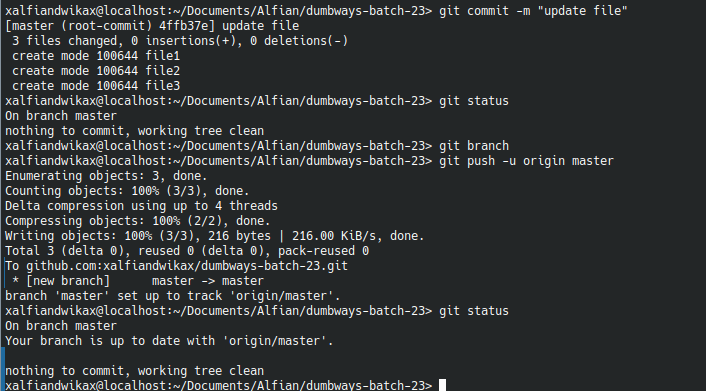 xalfiandwikax@localhost:~/Documents/Alfian/dumbways-batch-23> git commit -m "update file"
[master (root-commit) 4ffb37e] update file
 3 files changed, 0 insertions(+), 0 deletions(-)
 create mode 100644 file1
 create mode 100644 file2
 create mode 100644 file3
xalfiandwikax@localhost:~/Documents/Alfian/dumbways-batch-23> git status
On branch master
nothing to commit, working tree clean
xalfiandwikax@localhost:~/Documents/Alfian/dumbways-batch-23> git branch
xalfiandwikax@localhost:~/Documents/Alfian/dumbways-batch-23> git push -u origin master
Enumerating objects: 3, done.
Counting objects: 100% (3/3), done.
Delta compression using up to 4 threads
Compressing objects: 100% (2/2), done.
Writing objects: 100% (3/3), 216 bytes | 216.00 KiB/s, done.
Total 3 (delta 0), reused 0 (delta 0), pack-reused 0
To github.com:xalfiandwikax/dumbways-batch-23.git
 * [new branch]      master -> master
branch 'master' set up to track 'origin/master'.
xalfiandwikax@localhost:~/Documents/Alfian/dumbways-batch-23> git status
On branch master
Your branch is up to date with 'origin/master'.

nothing to commit, working tree clean
xalfiandwikax@localhost:~/Documents/Alfian/dumbways-batch-23>